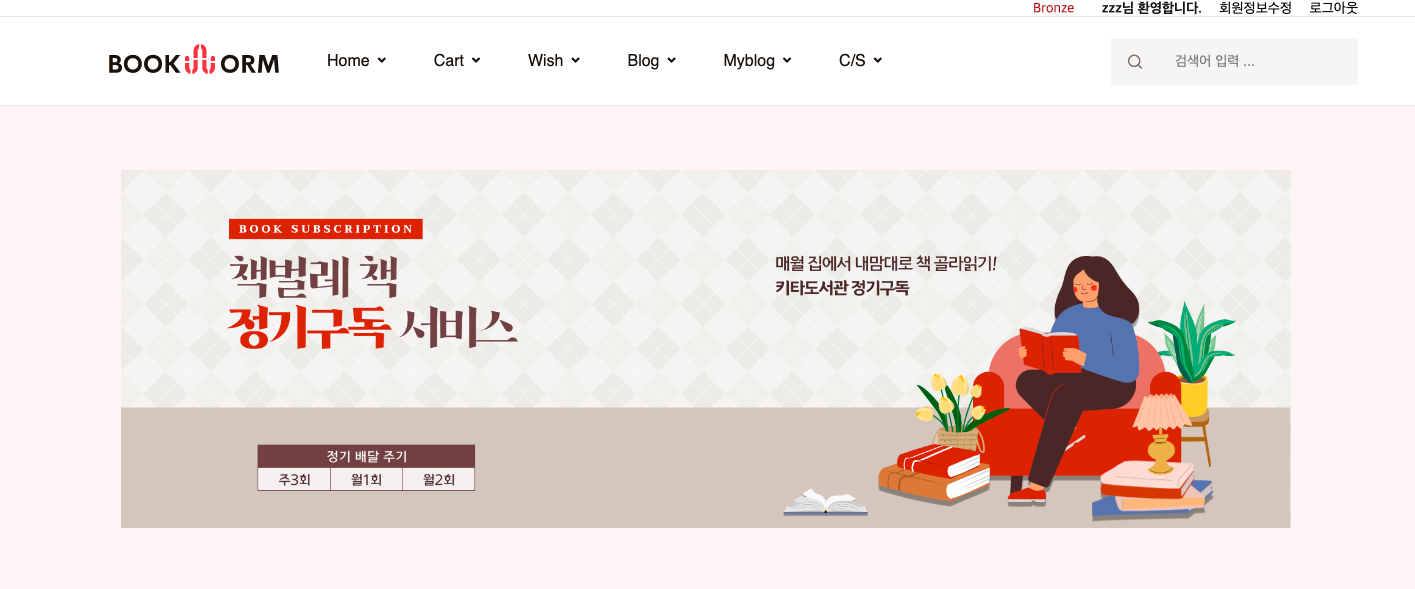 Bronze zzz님 환영합니다. 회원정보수정 로그아웃
BOOKWORM Home Cart Wish Blog Myblog C/S 검색어 입력 ...
BOOK SUBSCRIPTION
책벌레 책
정기구독 서비스
매월 집에서 내맘대로 책 골라읽기!
키타도서관 정기구독
정기 배달 주기
주3회 월1회 월2회